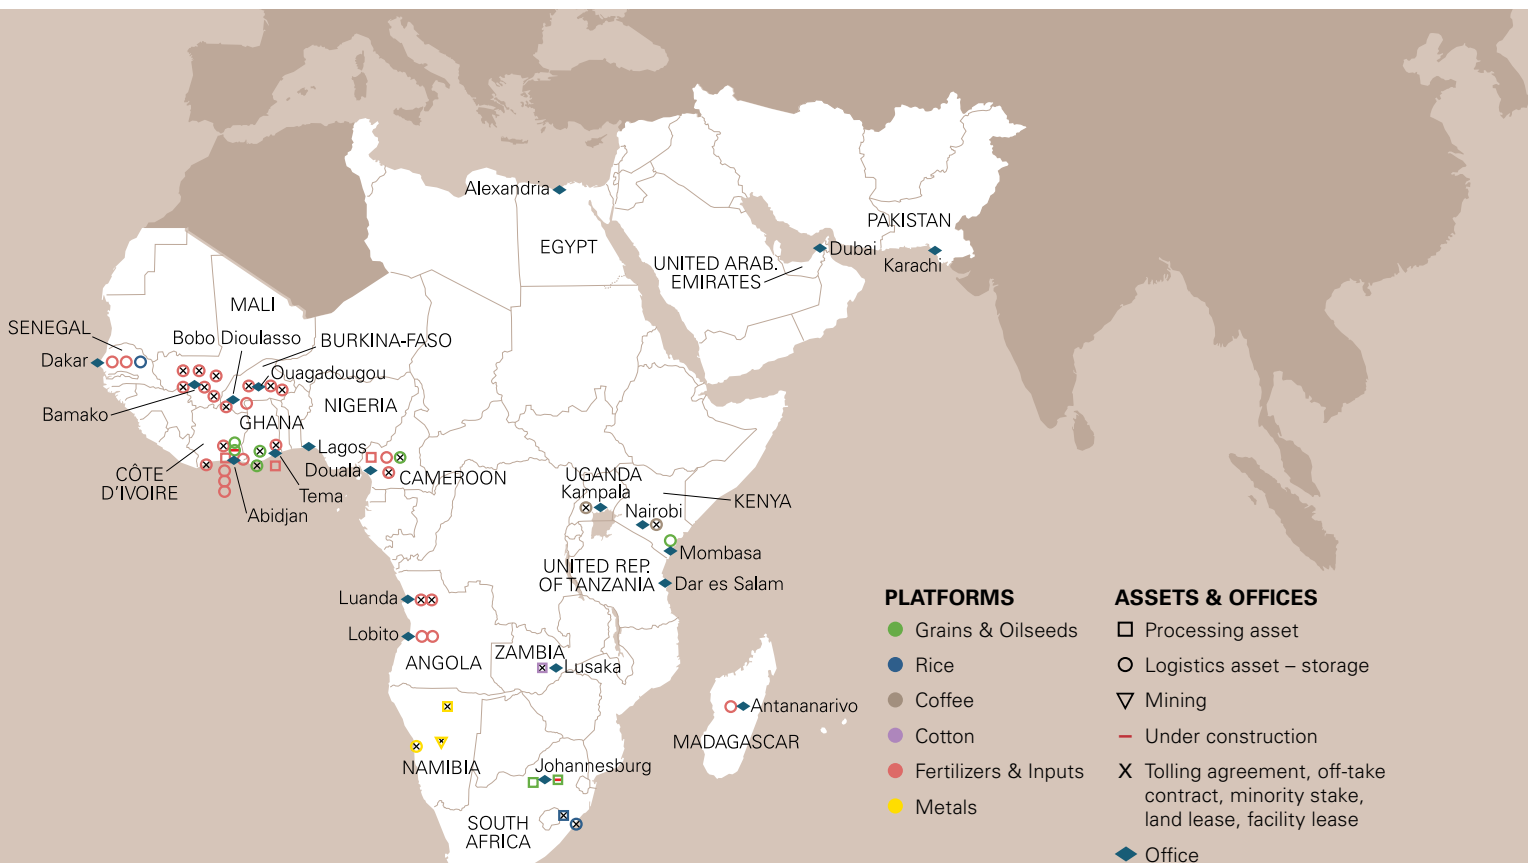 Alexandria
EGYPT
PAKISTAN
Dubai
Karachi
UNITED ARAB.
EMIRATES
MALI
SENEGAL
Bobo Dioulasso
BURKINA-FASO
Dakar
Ouagadougou
Bamako
NIGERIA
GHANA
Lagos
CÔTE
D'IVOIRE
Douala
CAMEROON
Tema
Abidjan
UGANDA
Kampala
KENYA
Nairobi
Mombasa
UNITED REP.
OF TANZANIA
Dar es Salam
Luanda
Lobito
ANGOLA
ZAMBIA
Lusaka
Antananarivo
MADAGASCAR
NAMIBIA
Johannesburg
SOUTH
AFRICA
PLATFORMS
Grains & Oilseeds
Rice
Coffee
Cotton
Fertilizers & Inputs
Metals
ASSETS & OFFICES
Processing asset
Logistics asset – storage
Mining
Under construction
X Tolling agreement, off-take
contract, minority stake,
land lease, facility lease
Office